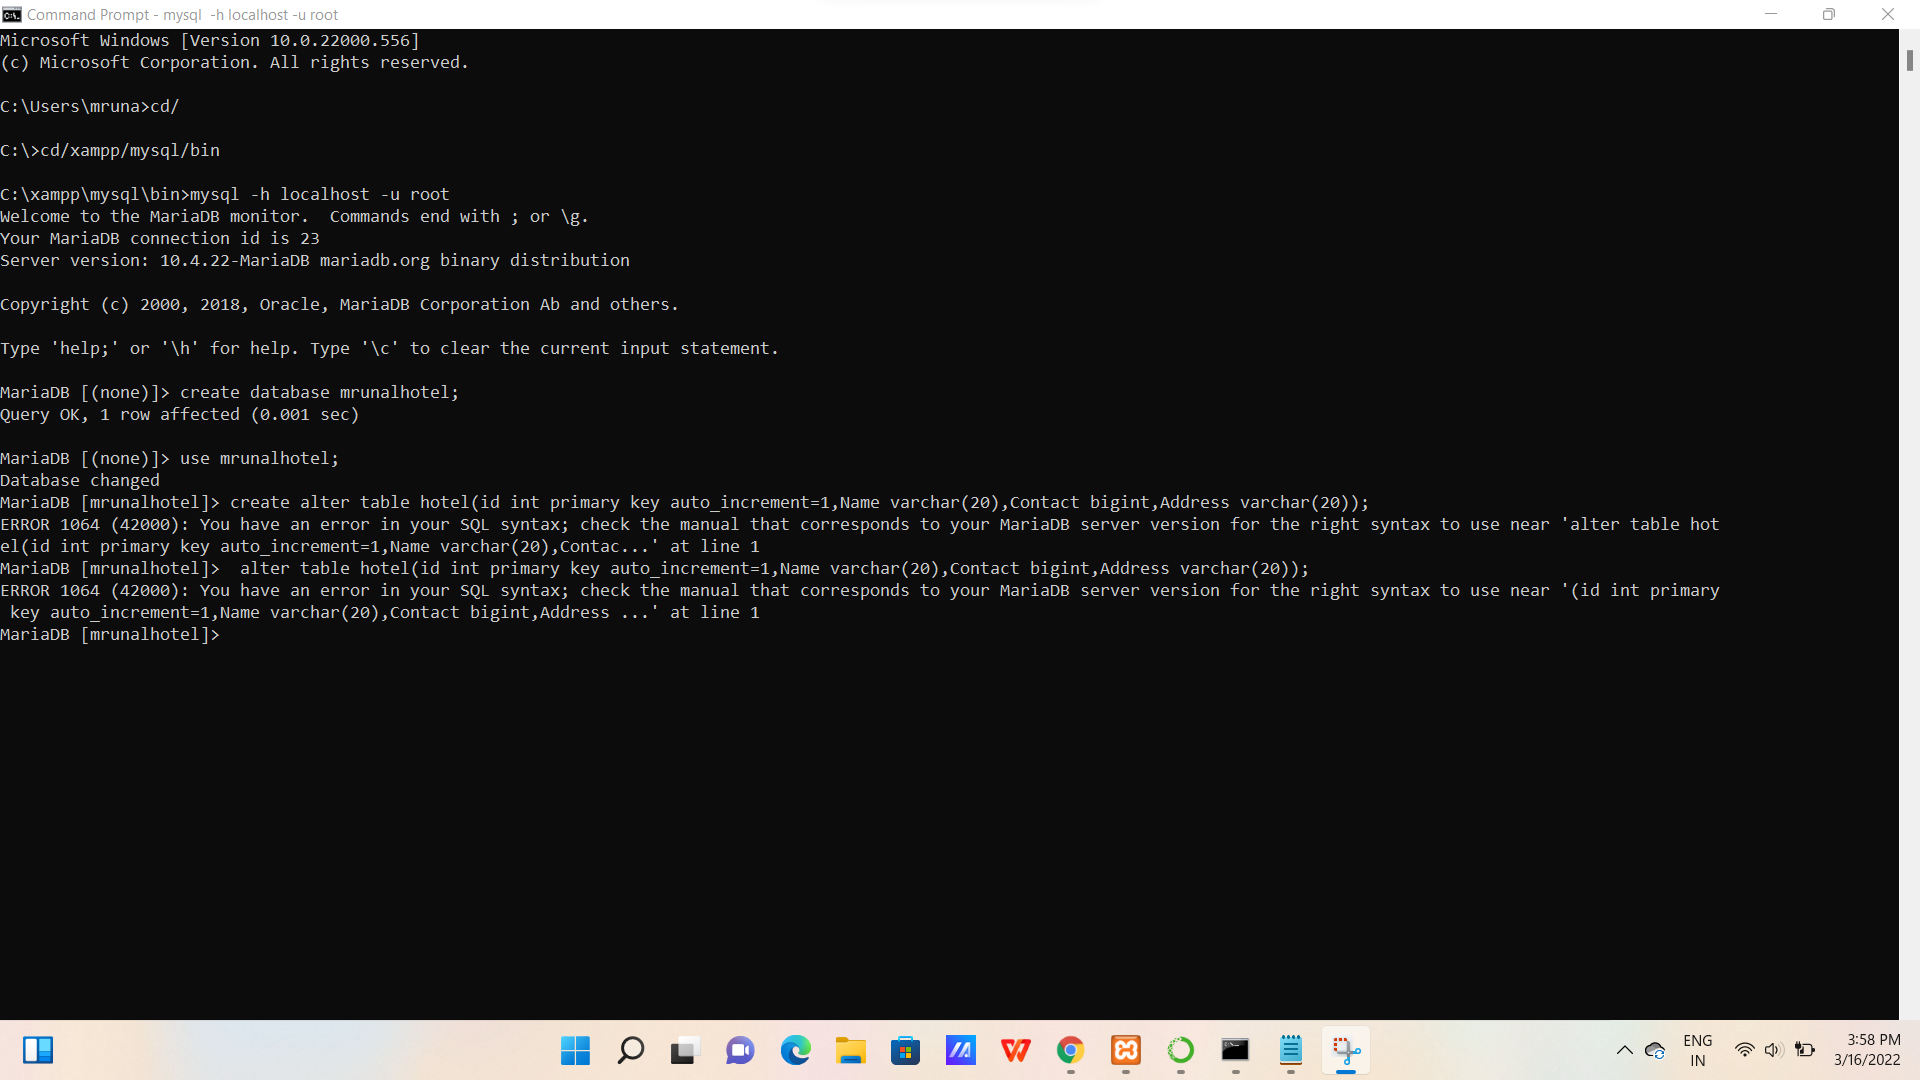 Command Prompt - mysql  -h localhost -u root
Microsoft Windows [Version 10.0.22000.556]
(c) Microsoft Corporation. All rights reserved.
C:\Users\mruna>cd/
C:\>cd/xampp/mysql/bin
C:\xampp\mysql\bin>mysql -h localhost -u root
Welcome to the MariaDB monitor.  Commands end with ; or \g.
Your MariaDB connection id is 23
Server version: 10.4.22-MariaDB mariadb.org binary distribution
Copyright (c) 2000, 2018, Oracle, MariaDB Corporation Ab and others.
Type 'help;' or '\h' for help. Type '\c' to clear the current input statement.
MariaDB [(none)]> create database mrunalhotel;
Query OK, 1 row affected (0.001 sec)
MariaDB [(none)]> use mrunalhotel;
Database changed
MariaDB [mrunalhotel]> create alter table hotel(id int primary key auto_increment=1,Name varchar(20),Contact bigint,Address varchar(20));
ERROR 1064 (42000): You have an error in your SQL syntax; check the manual that corresponds to your MariaDB server version for the right syntax to use near 'alter table hot
el(id int primary key auto_increment=1,Name varchar(20),Contac...' at line 1
MariaDB [mrunalhotel]>  alter table hotel(id int primary key auto_increment=1,Name varchar(20),Contact bigint,Address varchar(20));
ERROR 1064 (42000): You have an error in your SQL syntax; check the manual that corresponds to your MariaDB server version for the right syntax to use near '(id int primary
 key auto_increment=1,Name varchar(20),Contact bigint,Address ...' at line 1
MariaDB [mrunalhotel]>
ENG
IN
3:58 PM
3/16/2022